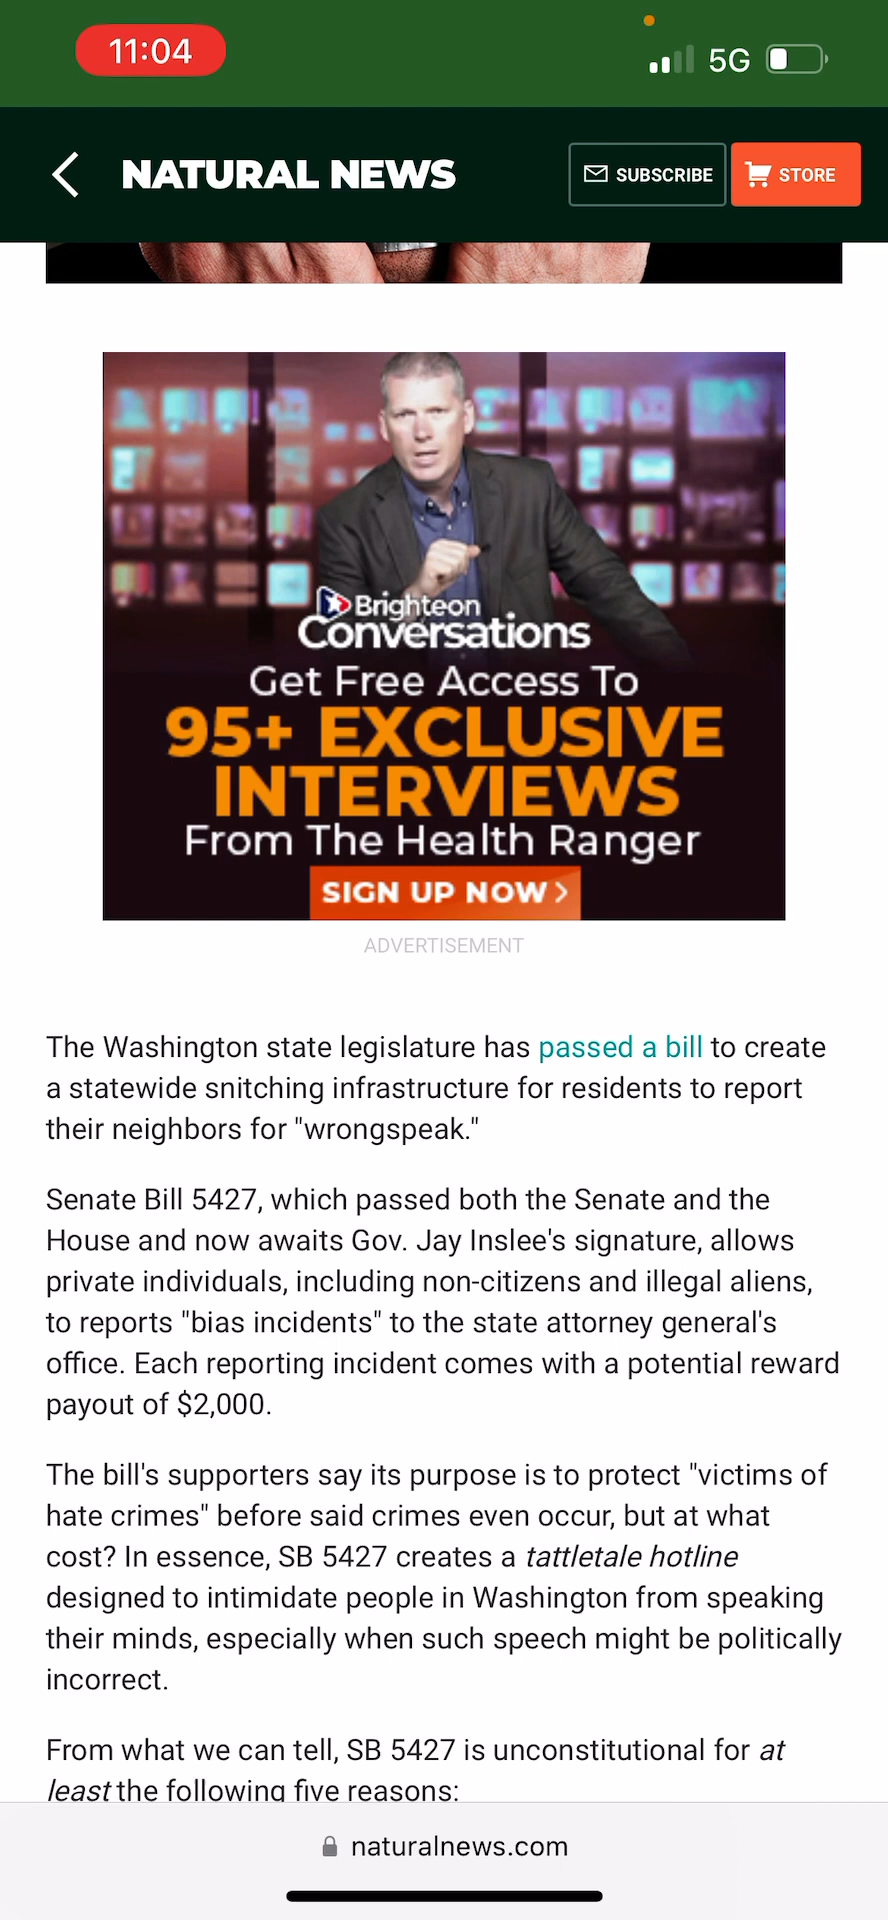 11:04
5G
NATURAL NEWS
SUBSCRIBE
STORE
Brighteon
Conversations
Get Free Access To
95+ EXCLUSIVE
INTERVIEWS
From The Health Ranger
SIGN UP NOW >
ADVERTISEMENT
The Washington state legislature has passed a bill to create
a statewide snitching infrastructure for residents to report
their neighbors for "wrongspeak."
Senate Bill 5427, which passed both the Senate and the
House and now awaits Gov. Jay Inslee's signature, allows
private individuals, including non-citizens and illegal aliens,
to reports "bias incidents" to the state attorney general's
office. Each reporting incident comes with a potential reward
payout of $2,000.
The bill's supporters say its purpose is to protect "victims of
hate crimes" before said crimes even occur, but at what
cost? In essence, SB 5427 creates a tattletale hotline
designed to intimidate people in Washington from speaking
their minds, especially when such speech might be politically
incorrect.
From what we can tell, SB 5427 is unconstitutional for at
least the following five reasons:
naturalnews.com